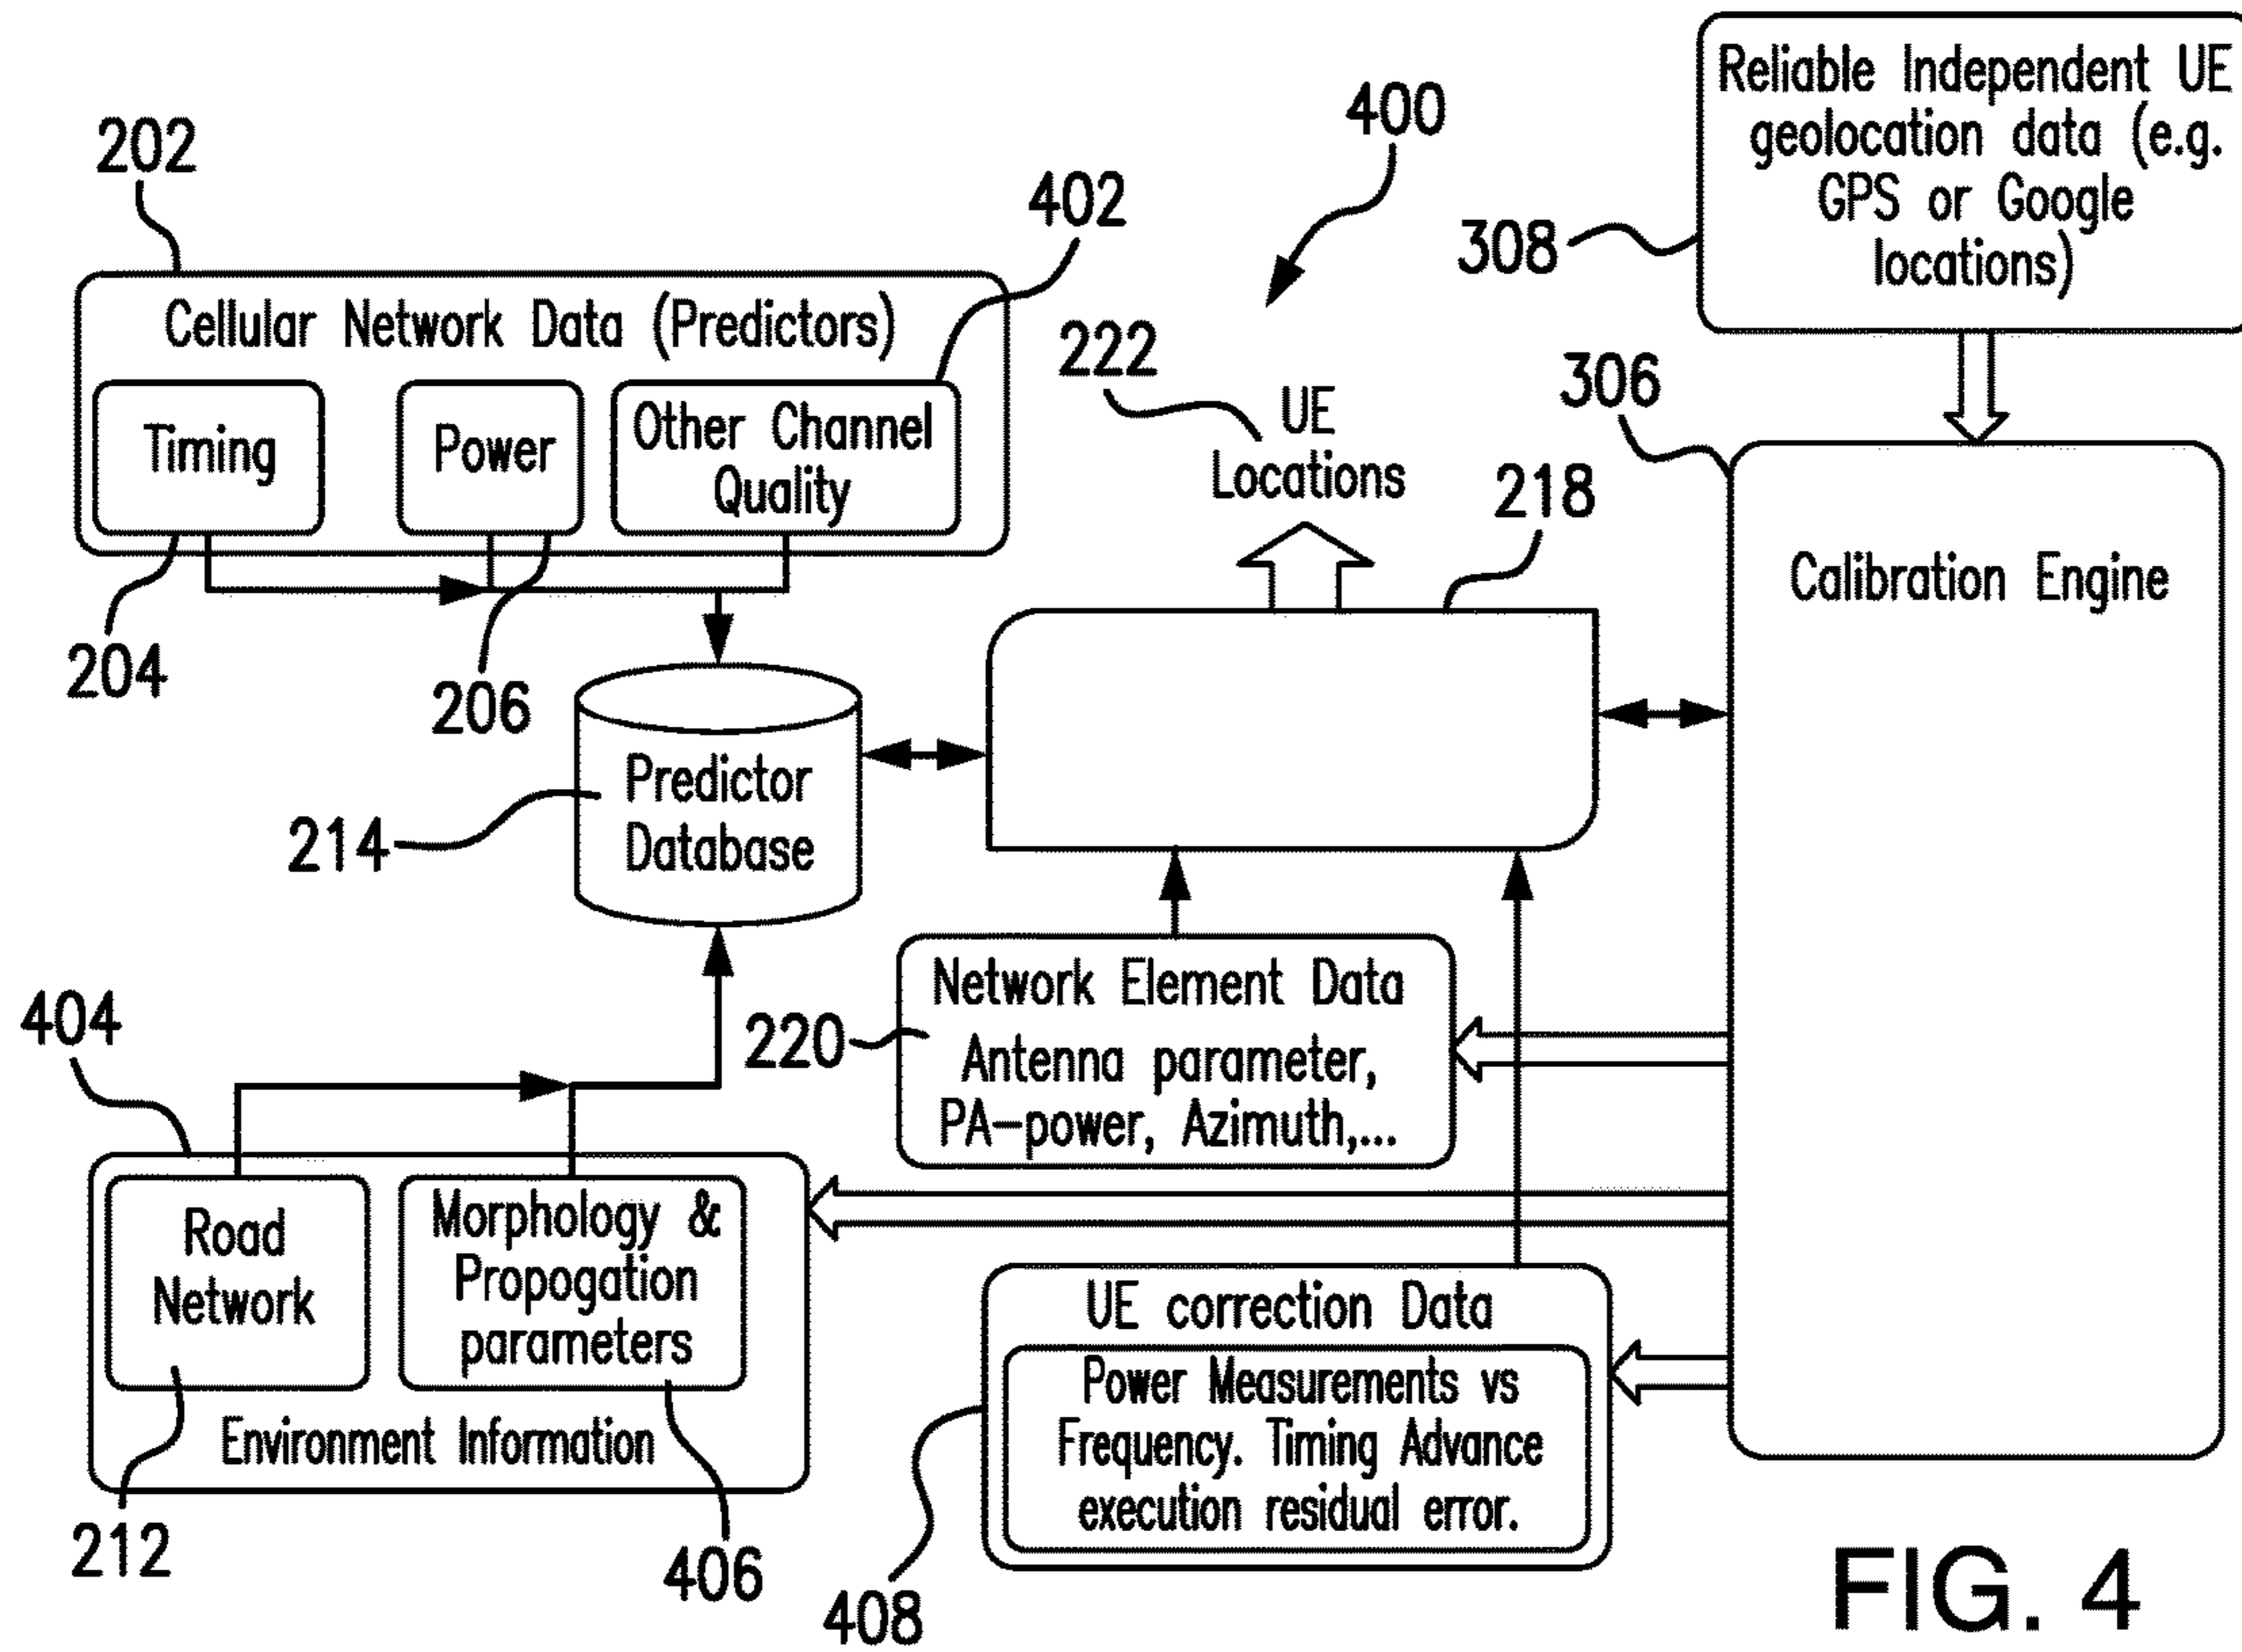 Reliable Independent UE
geolocation data (e.g.
GPS or Google
locations)
400
202
402
308
Cellular Network Data (Predictors)
222
306
UE
Locations
Timing
Power
Other Channel
Quality
218
Calibration Engine
204
206
Predictor
Database
214
Network Element Data
Antenna parameter,
PA-power, Azimuth,...
220
404
Road
Network
Morphology &
Propogation
parameters
Environment Information
UE correction Data
Power Measurements vs
Frequency. Timing Advance
execution residual error.
212
406
408
FIG. 4